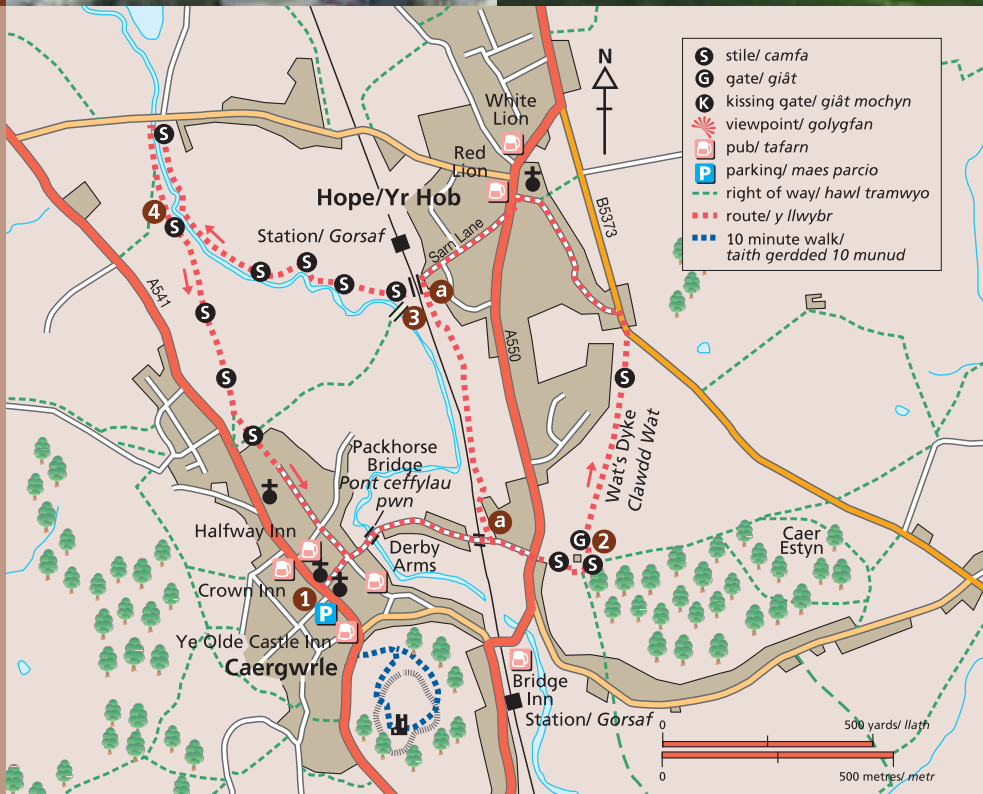 N
S stile/ camfa
G gate/ giât
K kissing gate/ giât mochyn
viewpoint/ golygfan
pub/ tafarn
P parking/ maes parcio
right of way/ hawl tramwyo
route/ y llwybr
10 minute walk/
taith gerdded 10 munud
White
Lion
Red
Lion
Hope/Yr Hob
Station/ Gorsaf
Sarn Lane
B5373
A541
A550
S
4
S
S
S
S
S
a
3
S
S
S
S
Wat's Dyke
Clawdd Wat
Packhorse
Bridge
Pont ceffylau
pwn
Halfway Inn
Derby
Arms
a
G
2
S
S
Caer
Estyn
Crown Inn
1
P
Ye Olde Castle Inn
Caergwrle
Bridge
Inn
Station/ Gorsaf
0
500 yards/ llath
0
500 metres/ metr